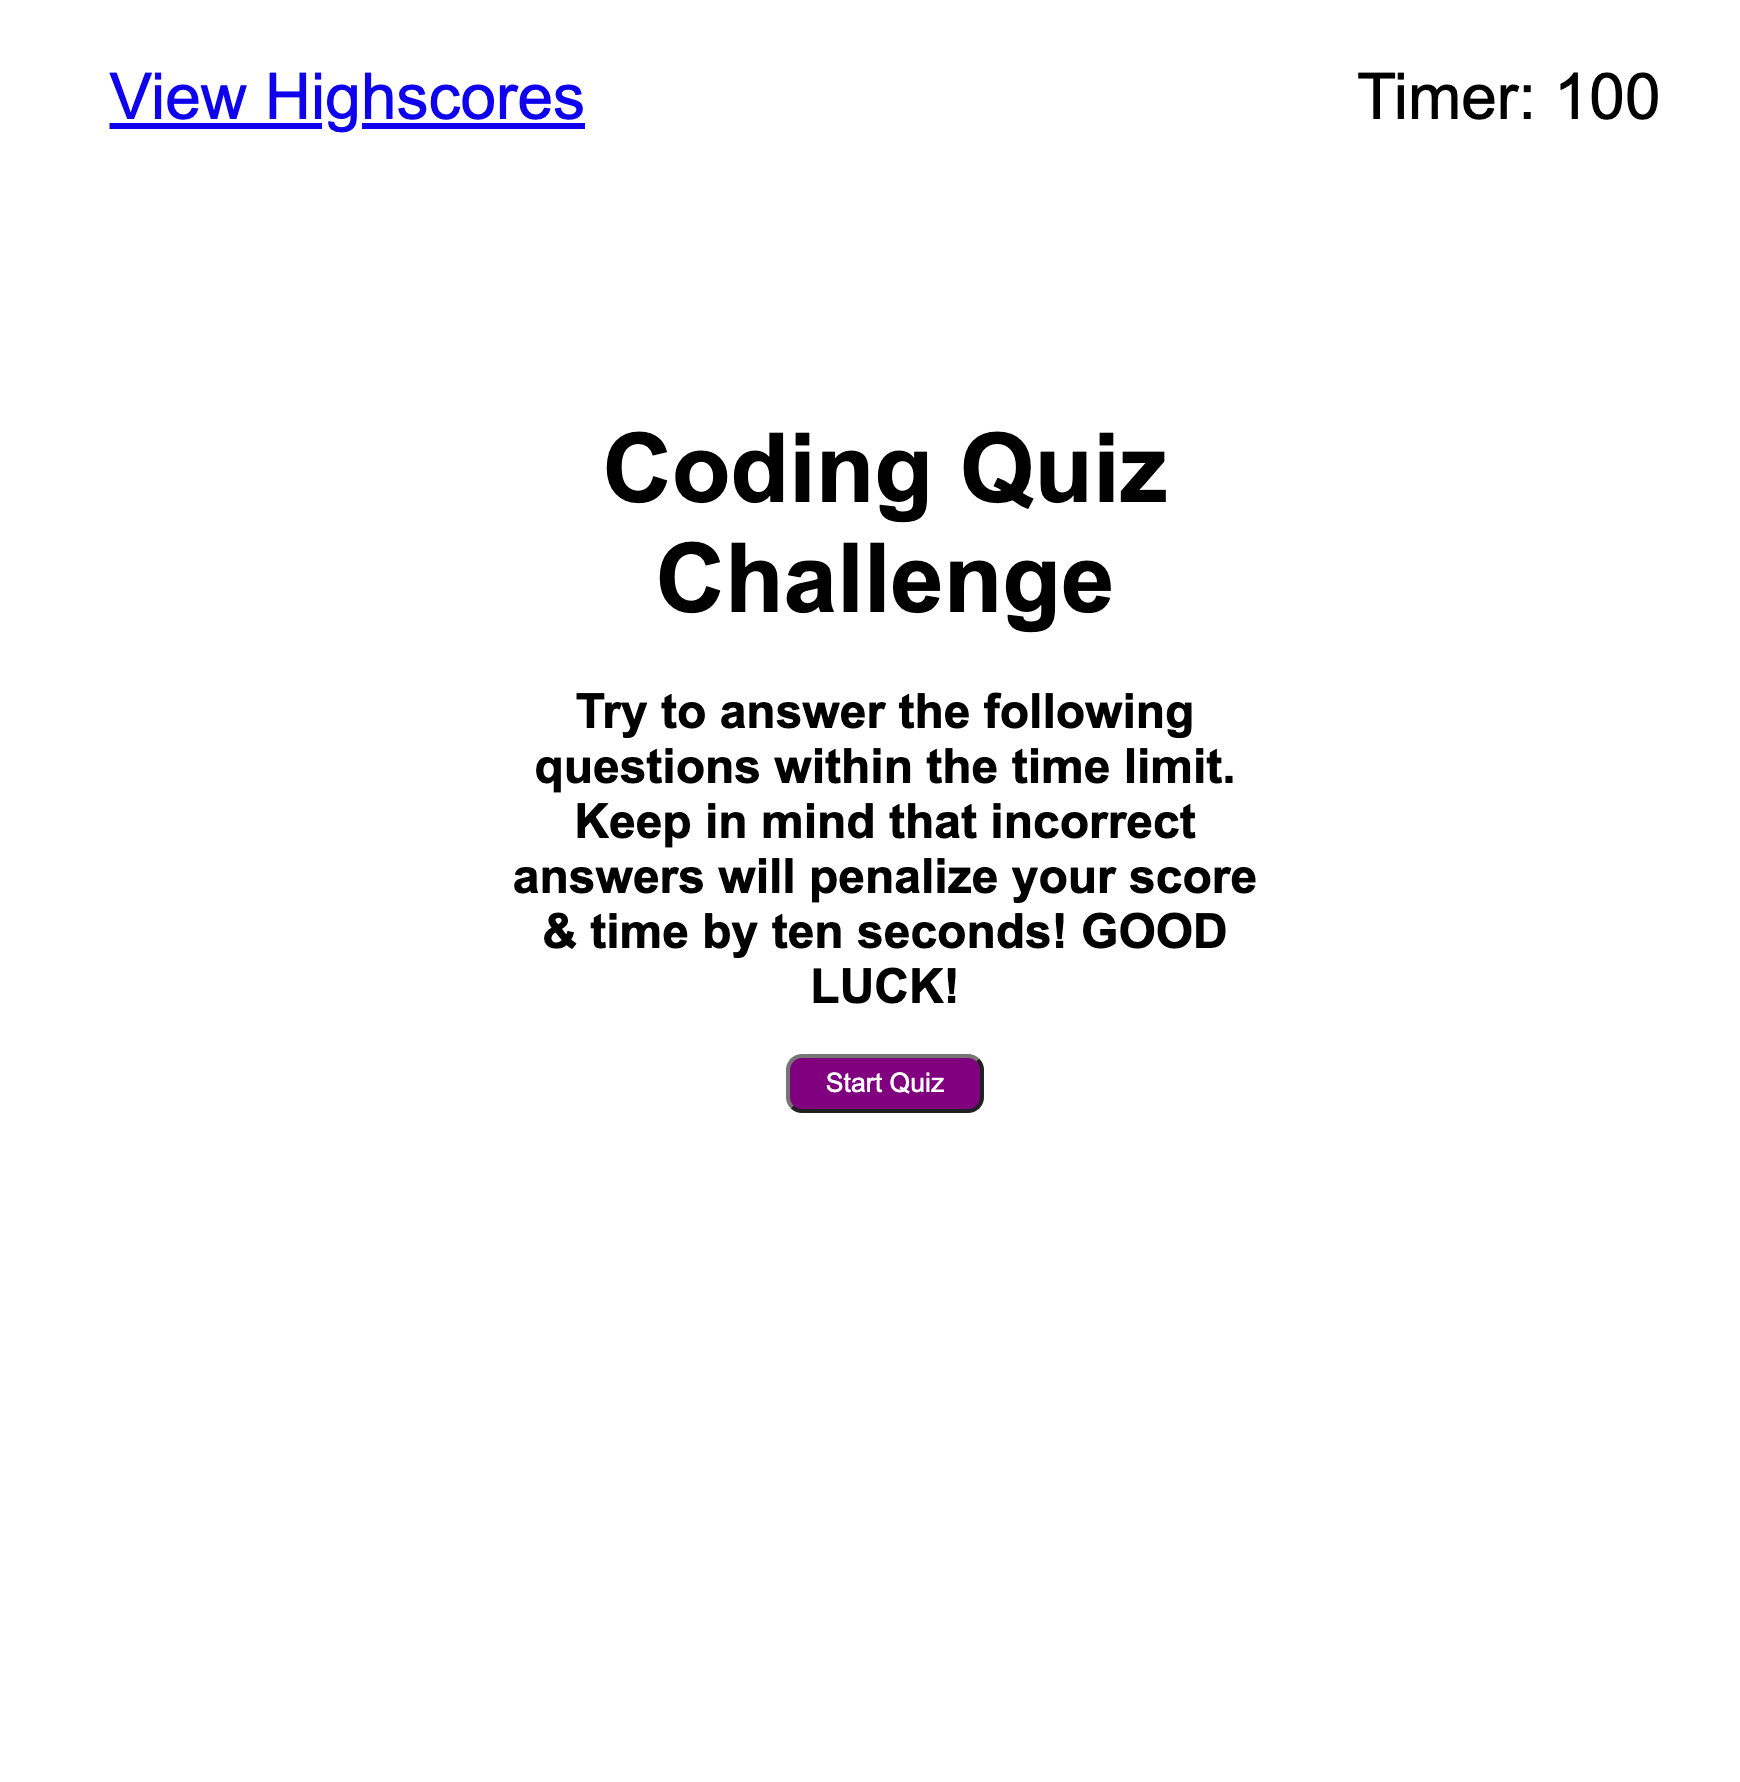 View Highscores
Timer: 100
Coding Quiz
Challenge
Try to answer the following
questions within the time limit.
Keep in mind that incorrect
answers will penalize your score
& time by ten seconds! GOOD
LUCK!
Start Quiz